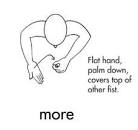 Flat hand,
palm down,
covers top of
other fist.
more